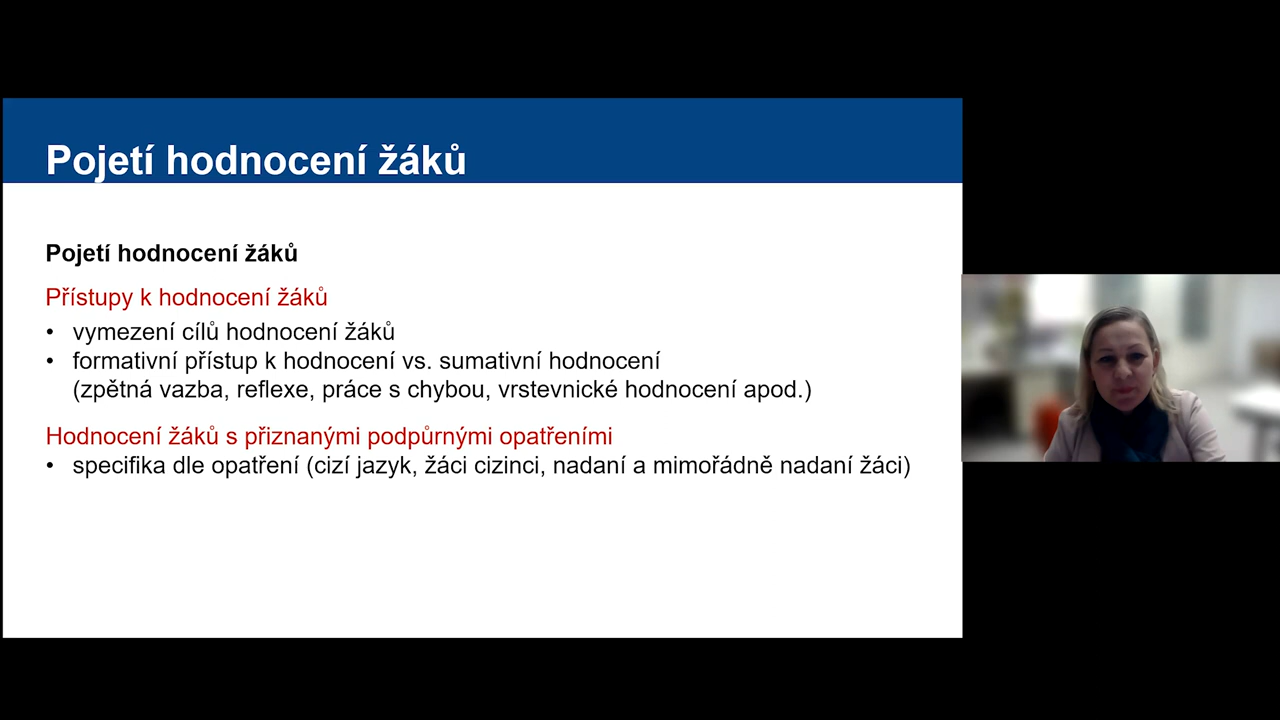 Pojetí hodnocení žáků
Pojetí hodnocení žáků
Přístupy k hodnocení žáků
• vymezení cílů hodnocení žáků
• formativní přístup k hodnocení vs. sumativní hodnocení
(zpětná vazba, reflexe, práce s chybou, vrstevnické hodnocení apod.)
Hodnocení žáků s přiznanými podpůrnými opatřeními
• specifika dle opatření (cizí jazyk, žáci cizinci, nadaní a mimořádně nadaní žáci)